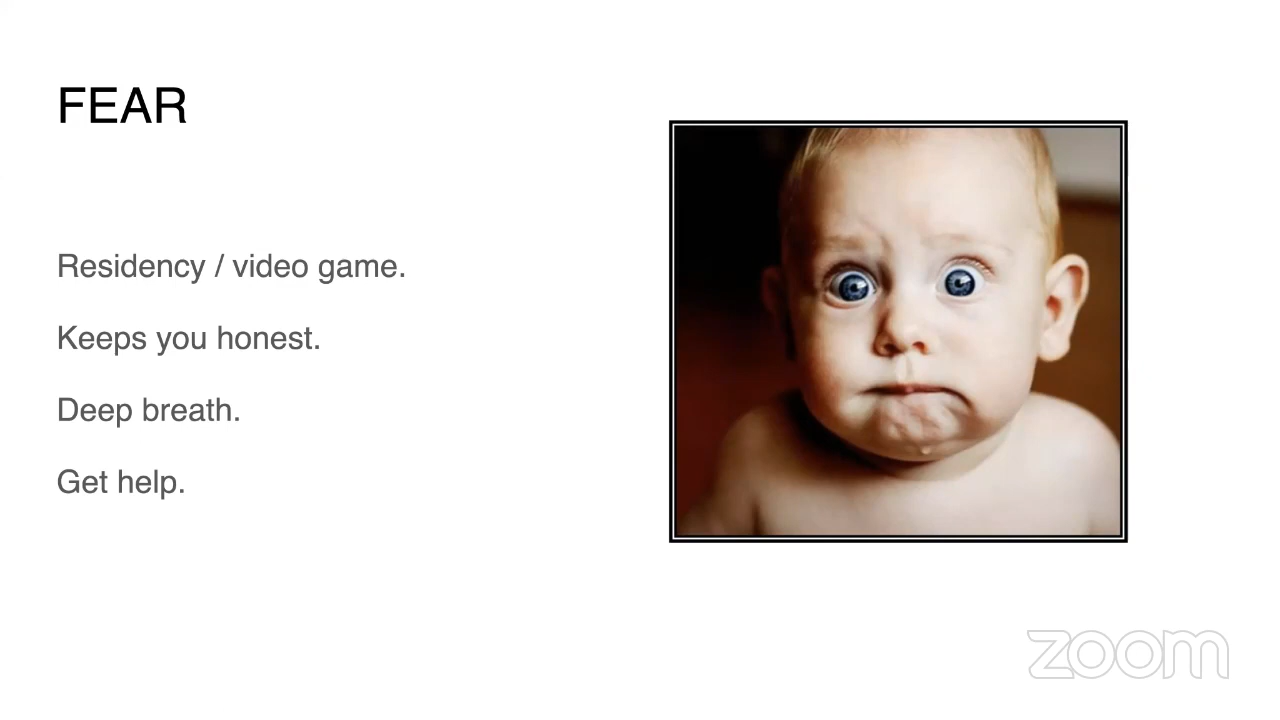 FEAR
Residency / video game.
Keeps you honest.
Deep breath.
Get help.
zoom